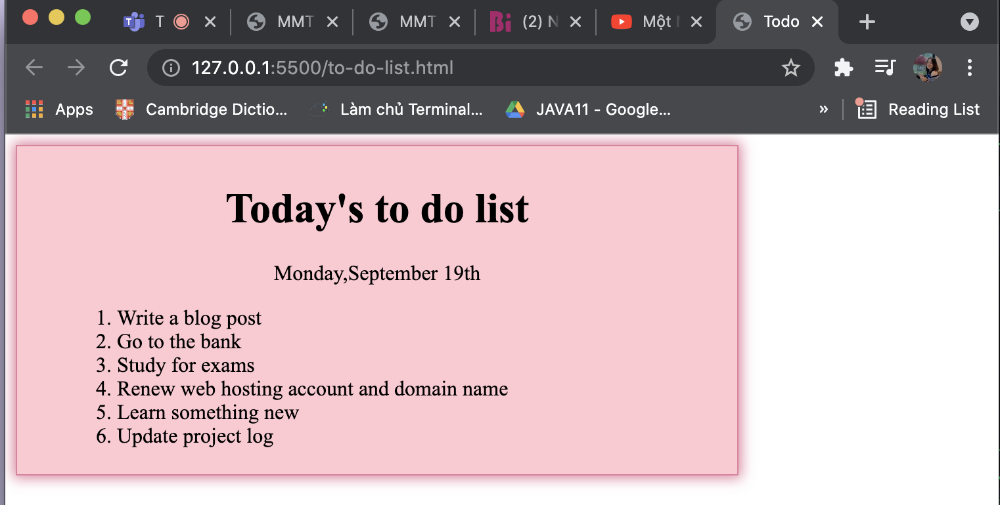 T MMT MMT (2) N Một Todo
127.0.0.1:5500/to-do-list.html
Apps Cambridge Dictio... Làm chủ Terminal... JAVA11 - Google... » Reading List
Today's to do list
Monday,September 19th
1. Write a blog post
2. Go to the bank
3. Study for exams
4. Renew web hosting account and domain name
5. Learn something new
6. Update project log